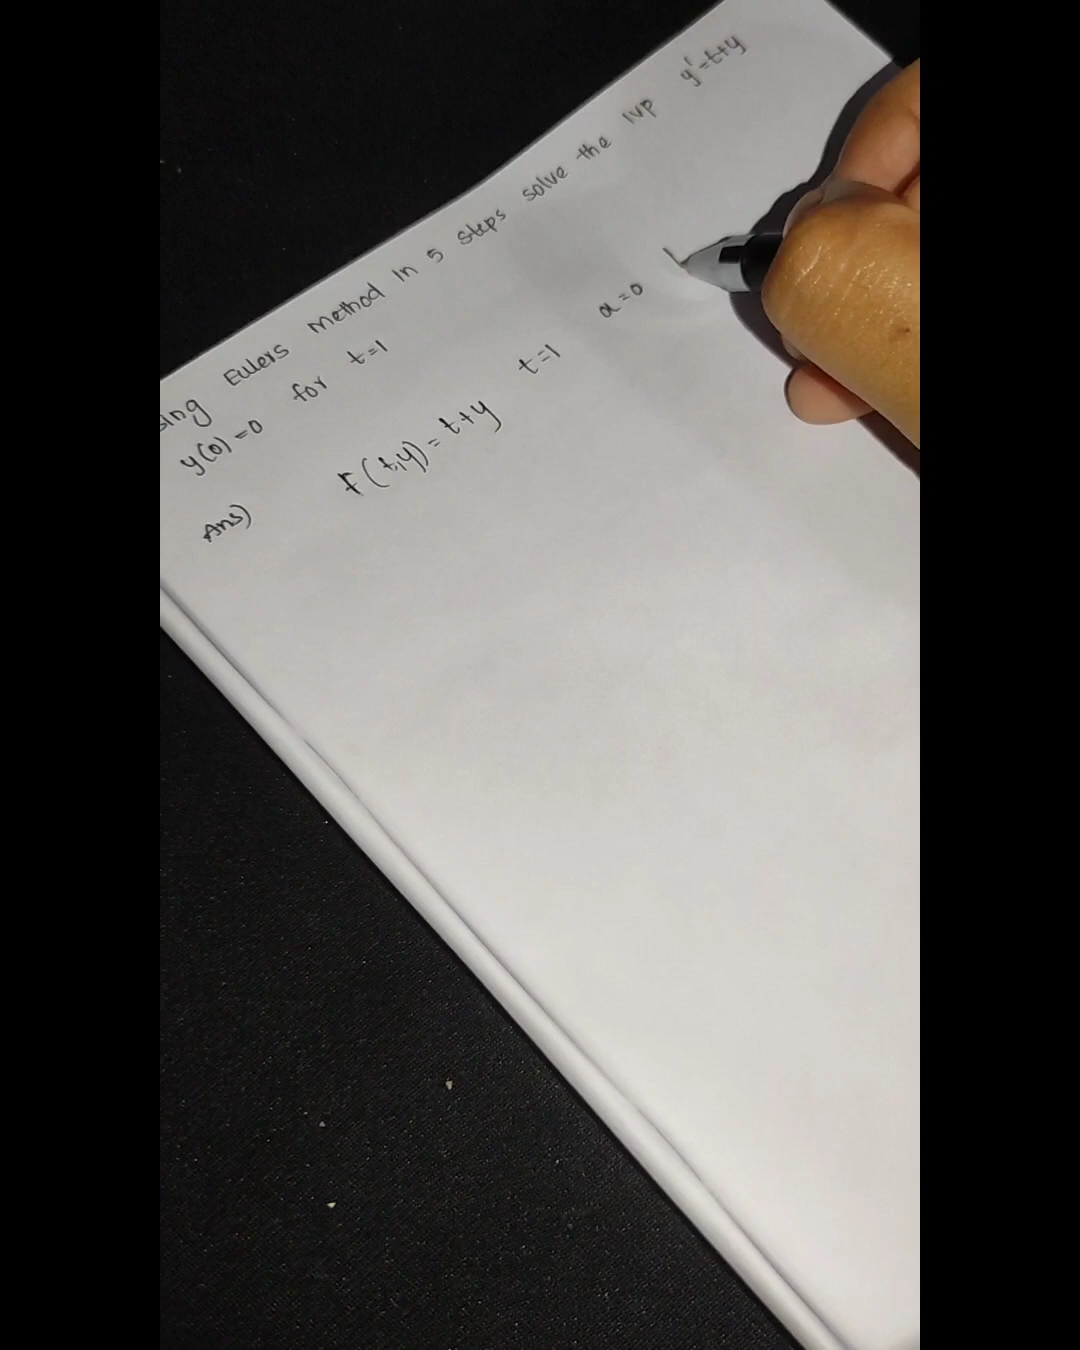 sing Eulers Method In 5 steps solve the IVP y'=t+y
y(0)=0 for t=1
Ans) F(t,y)=t+y t=1 a=0